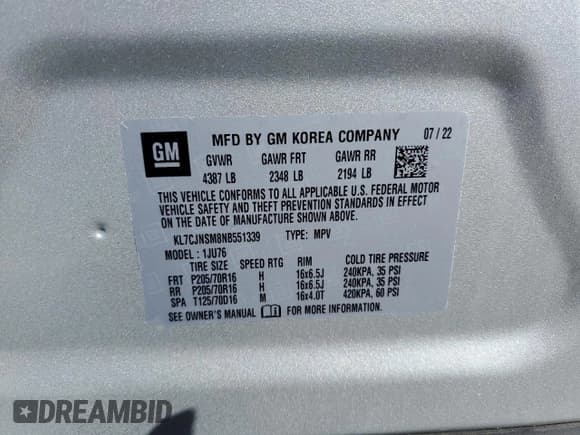 GM
MFD BY GM KOREA COMPANY 07 / 22
GVWR GAWR FRT GAWR RR
4387 LB 2348 LB 2194 LB
THIS VEHICLE CONFORMS TO ALL APPLICABLE U.S. FEDERAL MOTOR
VEHICLE SAFETY AND THEFT PREVENTION STANDARDS IN EFFECT
ON THE DATE OF MANUFACTURE SHOWN ABOVE.
KL7CJNSM8NB551339 TYPE: MPV
MODEL : 1JU76
TIRE SIZE SPEED RTG RIM COLD TIRE PRESSURE
FRT P205/70R16 H 16x6.5J 240KPA, 35 PSI
RR P205/70R16 H 16x6.5J 240KPA, 35 PSI
SPA T125/70D16 M 16x4.0T 420KPA, 60 PSI
SEE OWNER'S MANUAL FOR MORE INFORMATION.
DREAMBID